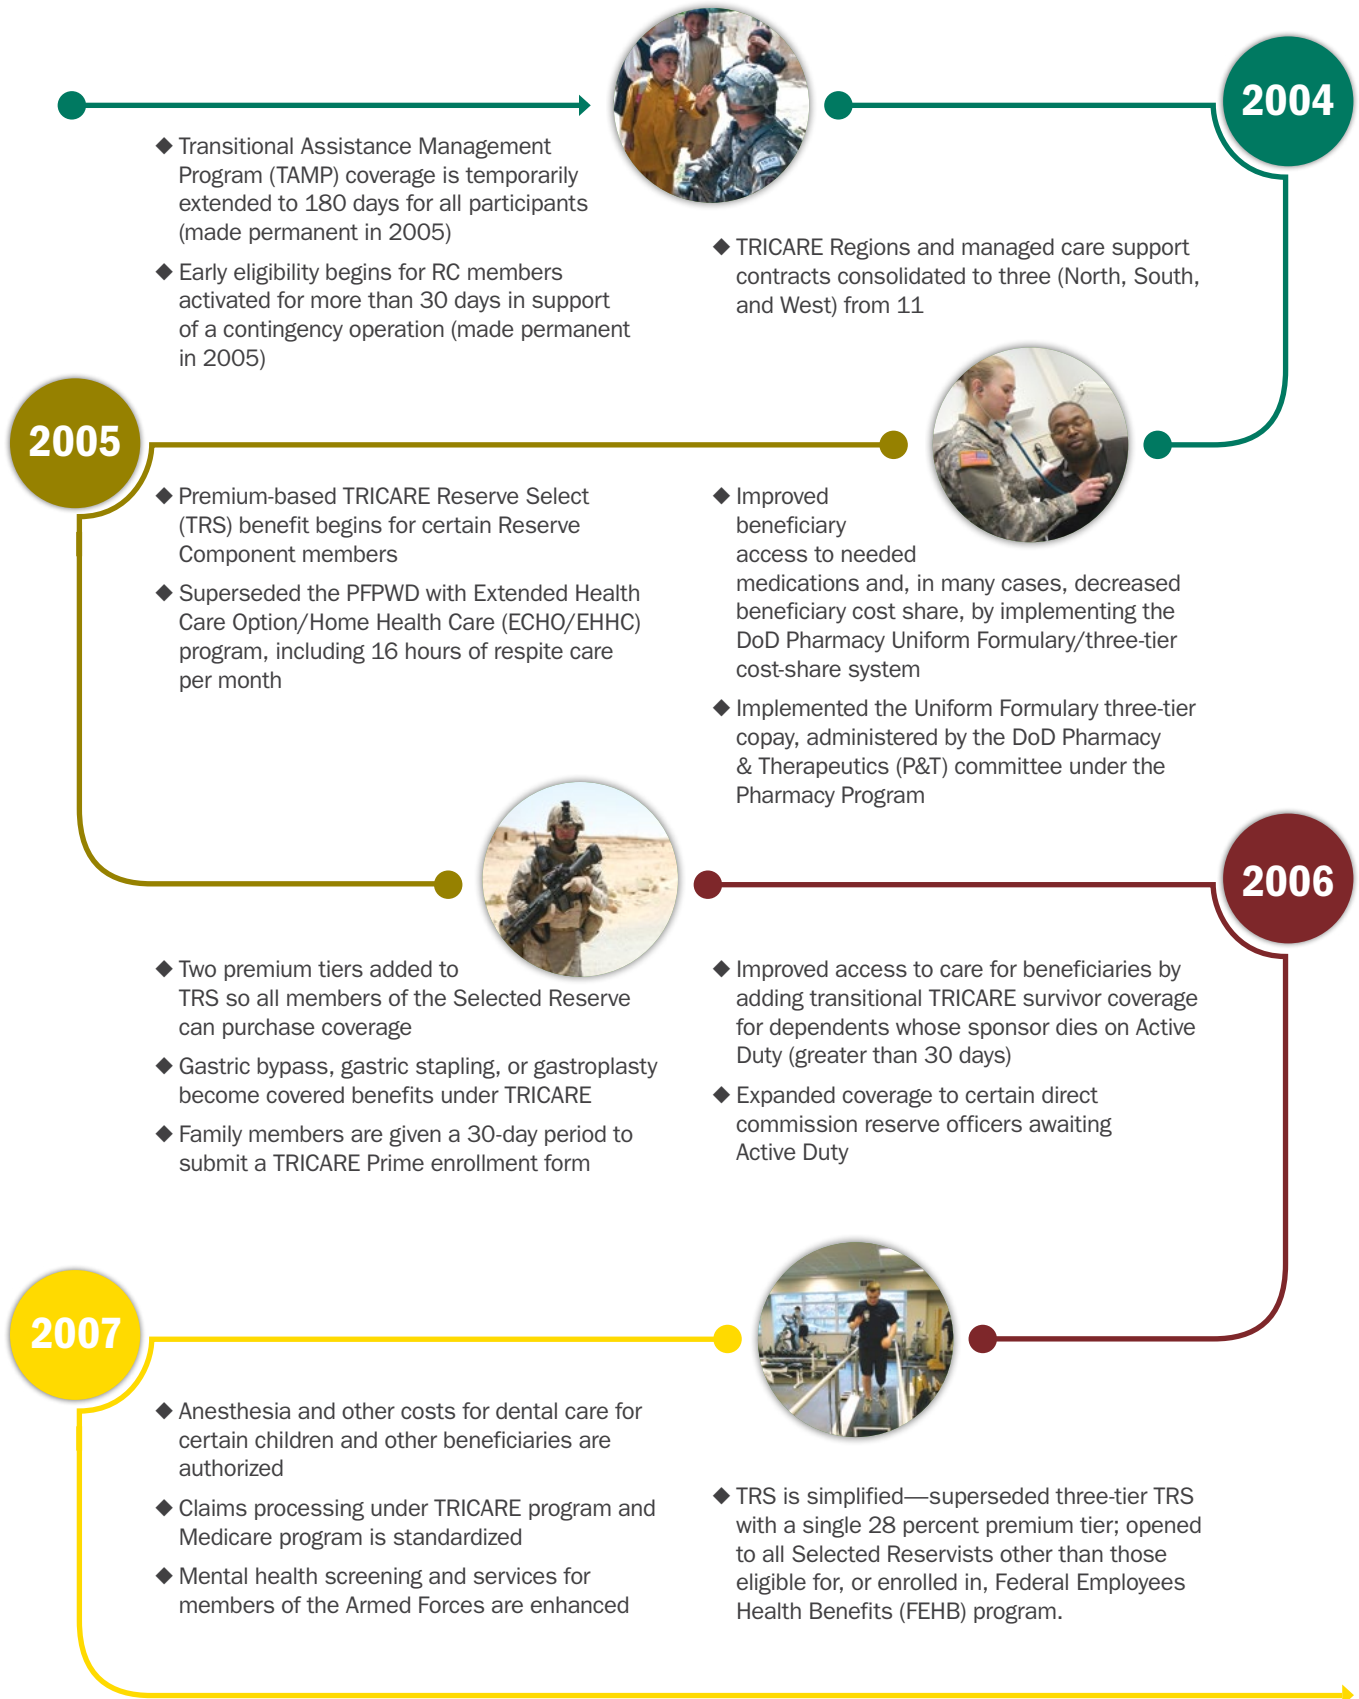 2004
◆ Transitional Assistance Management
Program (TAMP) coverage is temporarily
extended to 180 days for all participants
(made permanent in 2005)
◆ Early eligibility begins for RC members
activated for more than 30 days in support
of a contingency operation (made permanent
in 2005)
◆ TRICARE Regions and managed care support
contracts consolidated to three (North, South,
and West) from 11
2005
◆ Premium-based TRICARE Reserve Select
(TRS) benefit begins for certain Reserve
Component members
◆ Superseded the PFPWD with Extended Health
Care Option/Home Health Care (ECHO/EHHC)
program, including 16 hours of respite care
per month
◆ Improved
beneficiary
access to needed
medications and, in many cases, decreased
beneficiary cost share, by implementing the
DoD Pharmacy Uniform Formulary/three-tier
cost-share system
◆ Implemented the Uniform Formulary three-tier
copay, administered by the DoD Pharmacy
& Therapeutics (P&T) committee under the
Pharmacy Program
2006
◆ Two premium tiers added to
TRS so all members of the Selected Reserve
can purchase coverage
◆ Gastric bypass, gastric stapling, or gastroplasty
become covered benefits under TRICARE
◆ Family members are given a 30-day period to
submit a TRICARE Prime enrollment form
◆ Improved access to care for beneficiaries by
adding transitional TRICARE survivor coverage
for dependents whose sponsor dies on Active
Duty (greater than 30 days)
◆ Expanded coverage to certain direct
commission reserve officers awaiting
Active Duty
2007
◆ Anesthesia and other costs for dental care for
certain children and other beneficiaries are
authorized
◆ Claims processing under TRICARE program and
Medicare program is standardized
◆ Mental health screening and services for
members of the Armed Forces are enhanced
◆ TRS is simplified—superseded three-tier TRS
with a single 28 percent premium tier; opened
to all Selected Reservists other than those
eligible for, or enrolled in, Federal Employees
Health Benefits (FEHB) program.